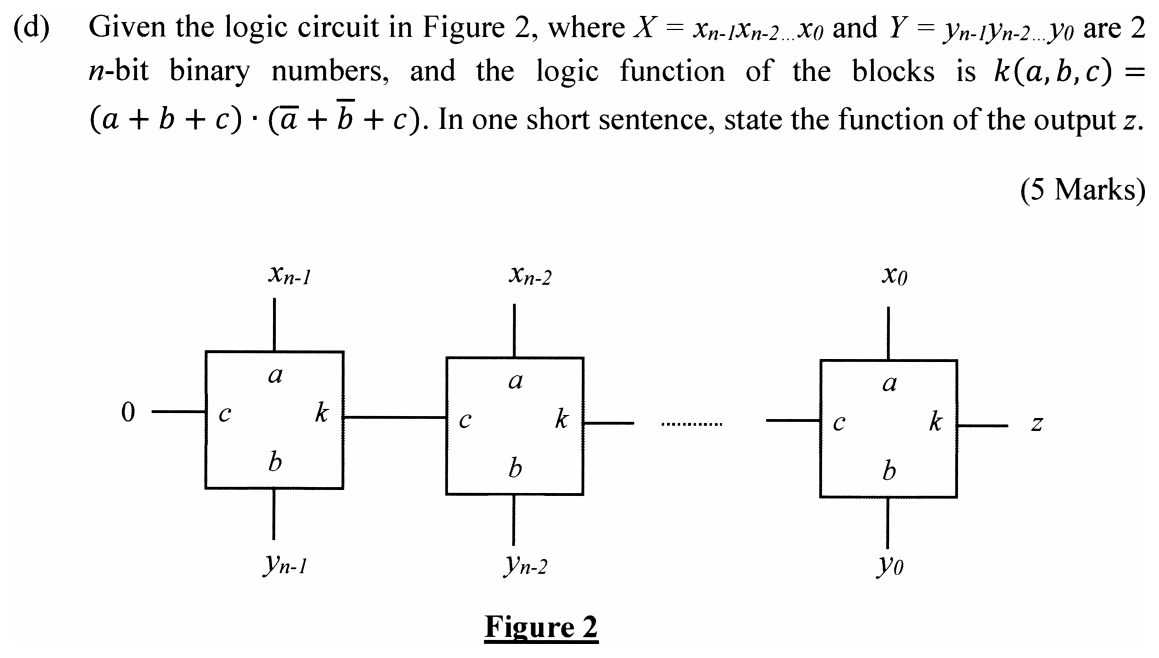 (d) Given the logic circuit in Figure 2, where X = xn-1xn-2...x0 and Y = yn-1yn-2...y0 are 2
n-bit binary numbers, and the logic function of the blocks is k(a, b, c) =
(a + b + c) · (a̅ + b̅ + c). In one short sentence, state the function of the output z.
(5 Marks)
xn-1 xn-2 x0
a a a
0 c k c k ............ c k z
b b b
yn-1 yn-2 y0
Figure 2